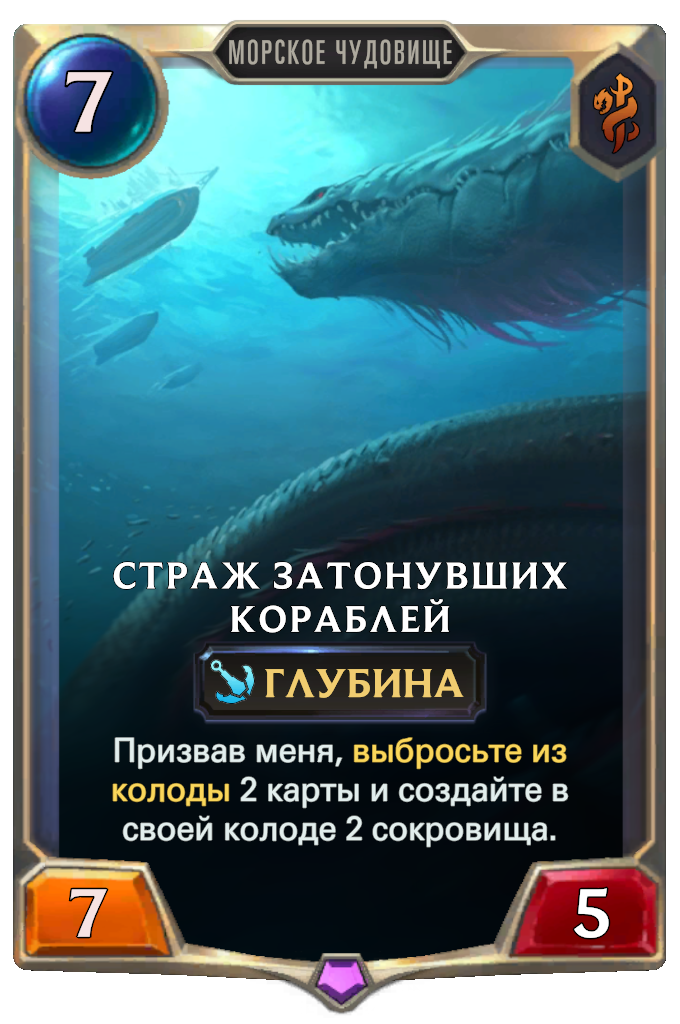 7
МОРСКОЕ ЧУДОВИЩЕ
СТРАЖ ЗАТОНУВШИХ
КОРАБЛЕЙ
ГЛУБИНА
Призвав меня, выбросьте из
колоды 2 карты и создайте в
своей колоде 2 сокровища.
7
5